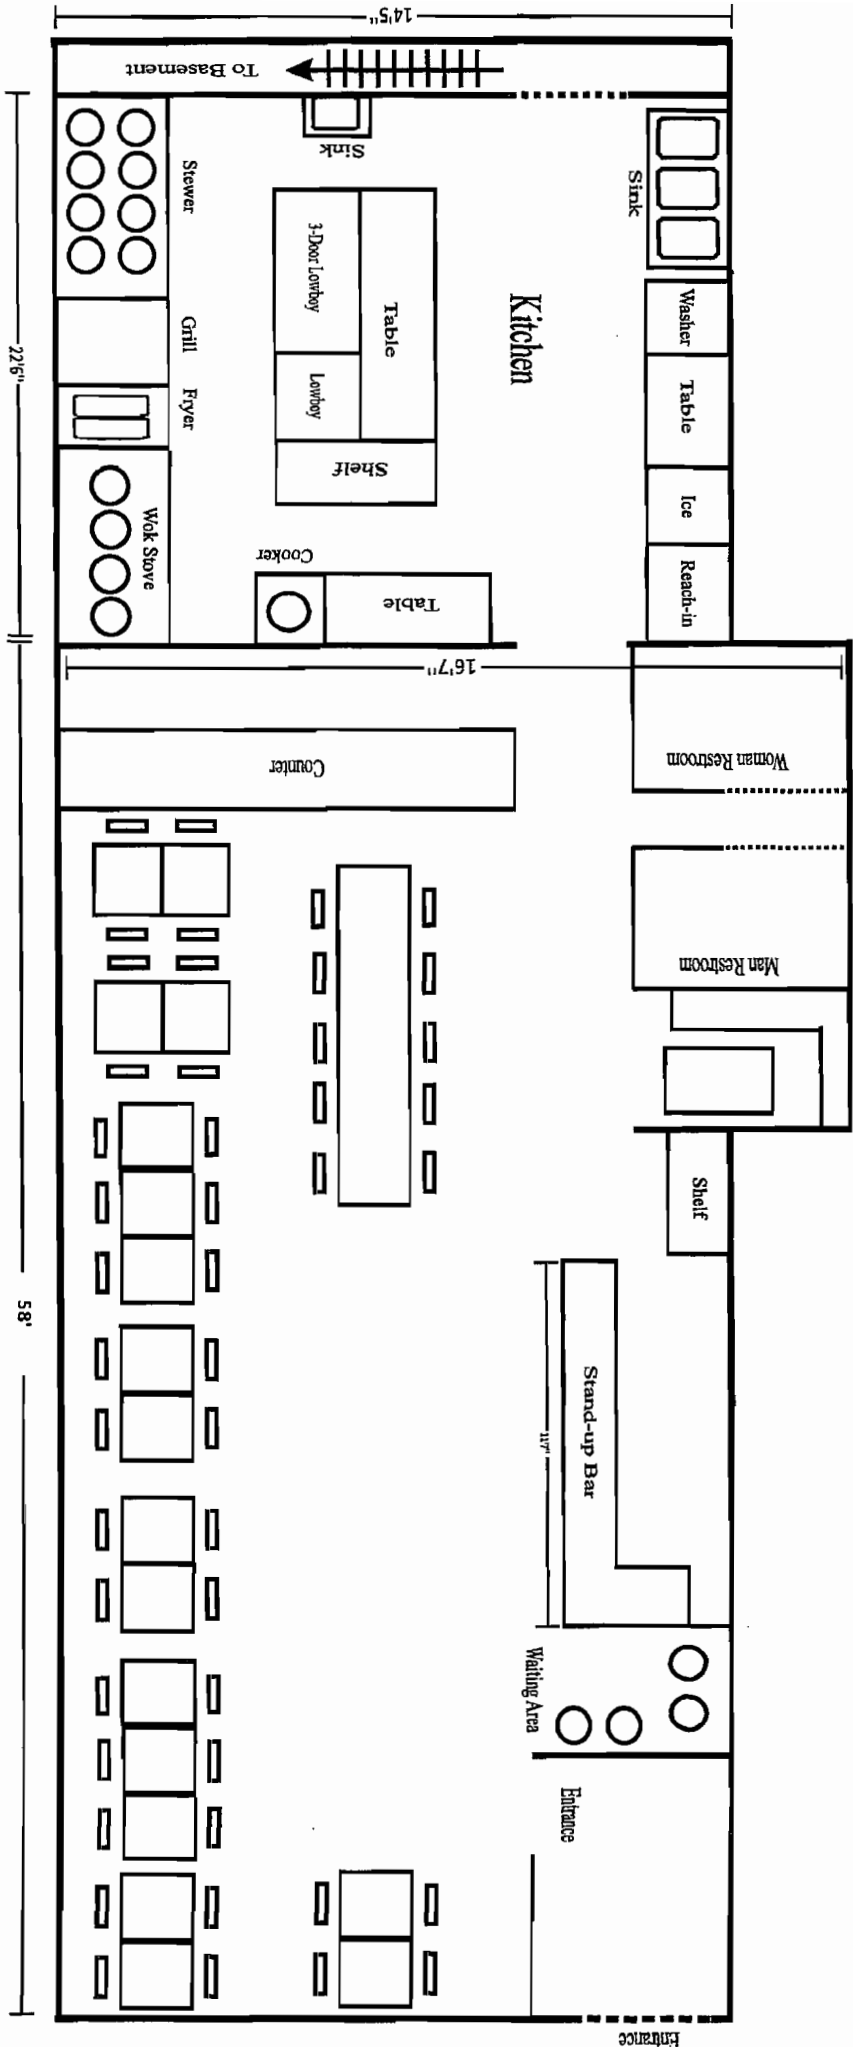 14'5"
To Basement
Sink
Stewer
Sink
3-Door Lowboy
Table
Kitchen
Washer
Grill
22'6"
Lowboy
Fryer
Table
Shelf
Ice
Wok Stove
Cooker
Table
Reach-in
16'7"
Woman Restroom
Counter
Man Restroom
Shelf
58'
Stand-up Bar
11'7"
Waiting Area
Entrance
Entrance